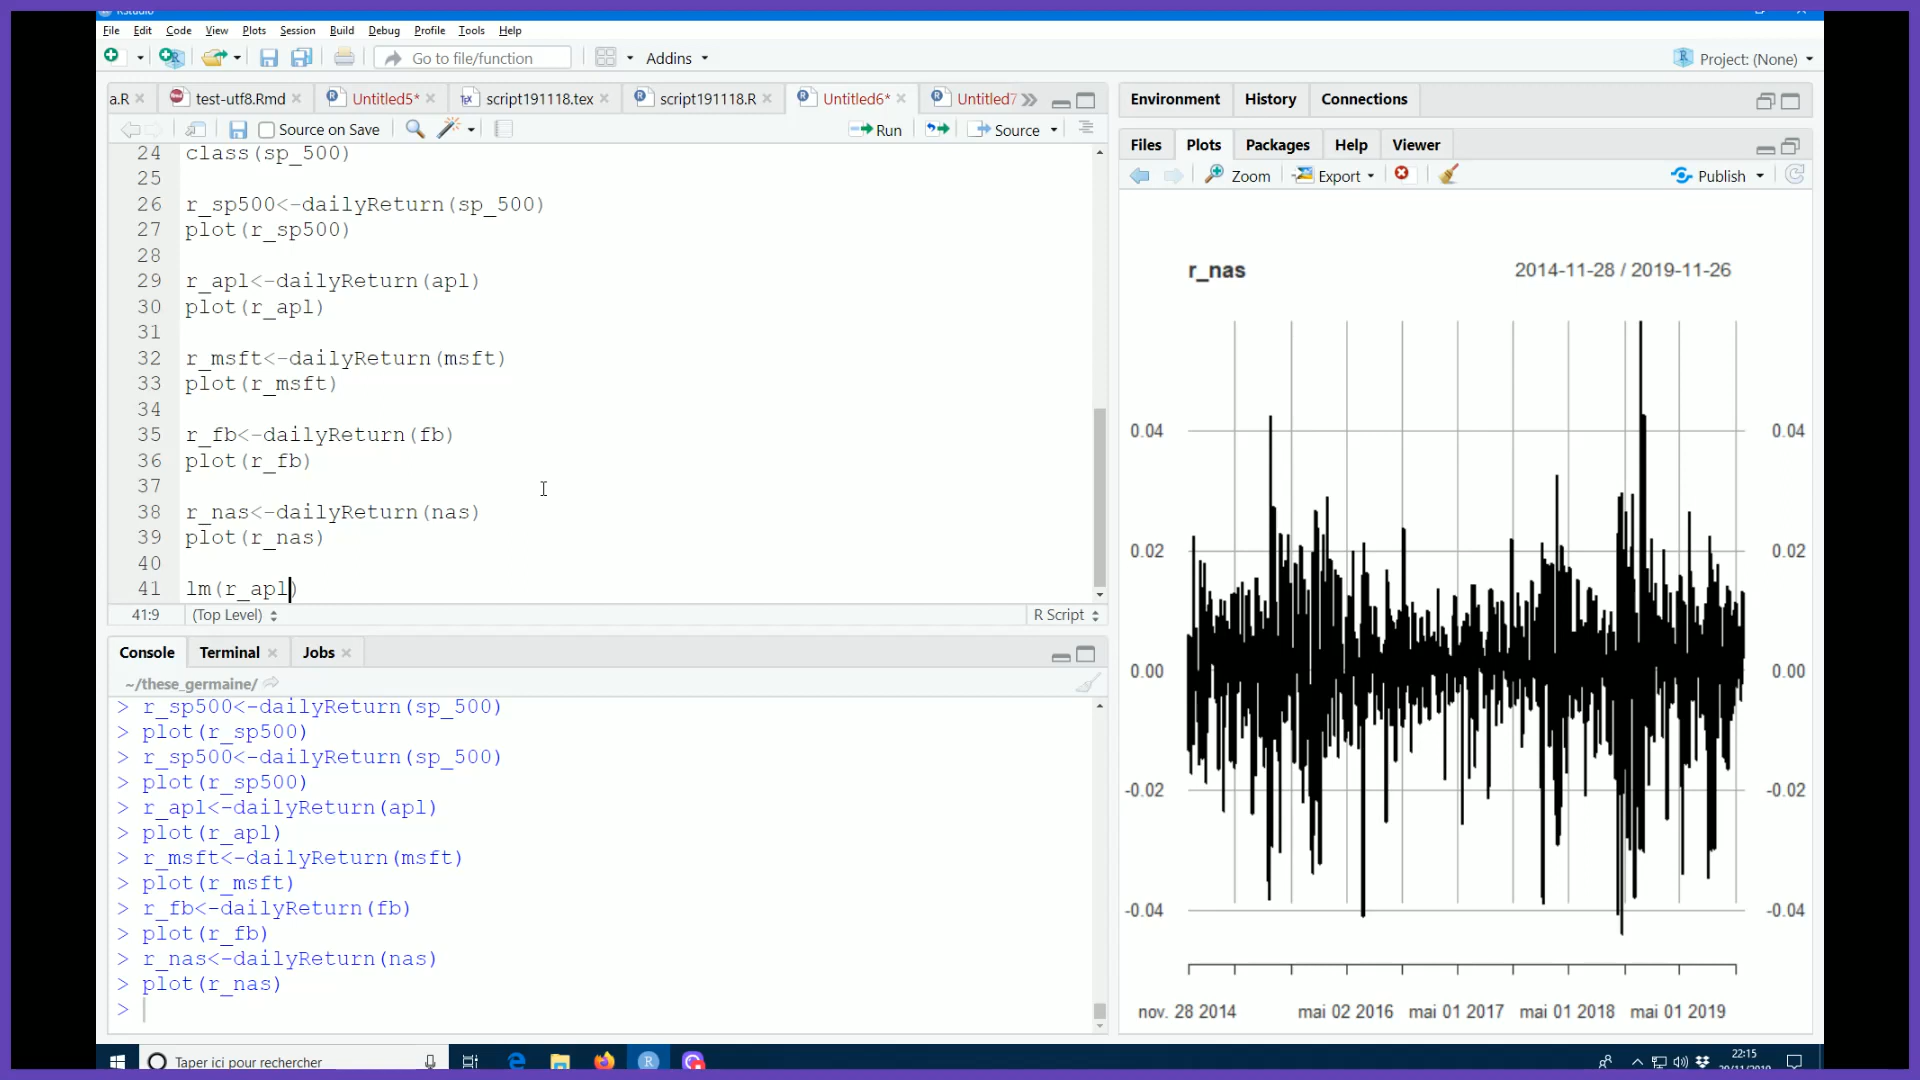 RStudio
File Edit Code View Plots Session Build Debug Profile Tools Help
Go to file/function Addins Project: (None)
a.R test-utf8.Rmd Untitled5* script191118.tex script191118.R Untitled6* Untitled7
Source on Save Run Source
24 class(sp_500)
25
26 r_sp500<-dailyReturn(sp_500)
27 plot(r_sp500)
28
29 r_apl<-dailyReturn(apl)
30 plot(r_apl)
31
32 r_msft<-dailyReturn(msft)
33 plot(r_msft)
34
35 r_fb<-dailyReturn(fb)
36 plot(r_fb)
37
38 r_nas<-dailyReturn(nas)
39 plot(r_nas)
40
41 lm(r_apl)
41:9 (Top Level) R Script
Console Terminal Jobs
~/these_germaine/
> r_sp500<-dailyReturn(sp_500)
> plot(r_sp500)
> r_sp500<-dailyReturn(sp_500)
> plot(r_sp500)
> r_apl<-dailyReturn(apl)
> plot(r_apl)
> r_msft<-dailyReturn(msft)
> plot(r_msft)
> r_fb<-dailyReturn(fb)
> plot(r_fb)
> r_nas<-dailyReturn(nas)
> plot(r_nas)
>
Environment History Connections
Files Plots Packages Help Viewer
Zoom Export Publish
r_nas 2014-11-28 / 2019-11-26
0.04 0.04
0.02 0.02
0.00 0.00
-0.02 -0.02
-0.04 -0.04
nov. 28 2014 mai 02 2016 mai 01 2017 mai 01 2018 mai 01 2019
Taper ici pour rechercher
22:15